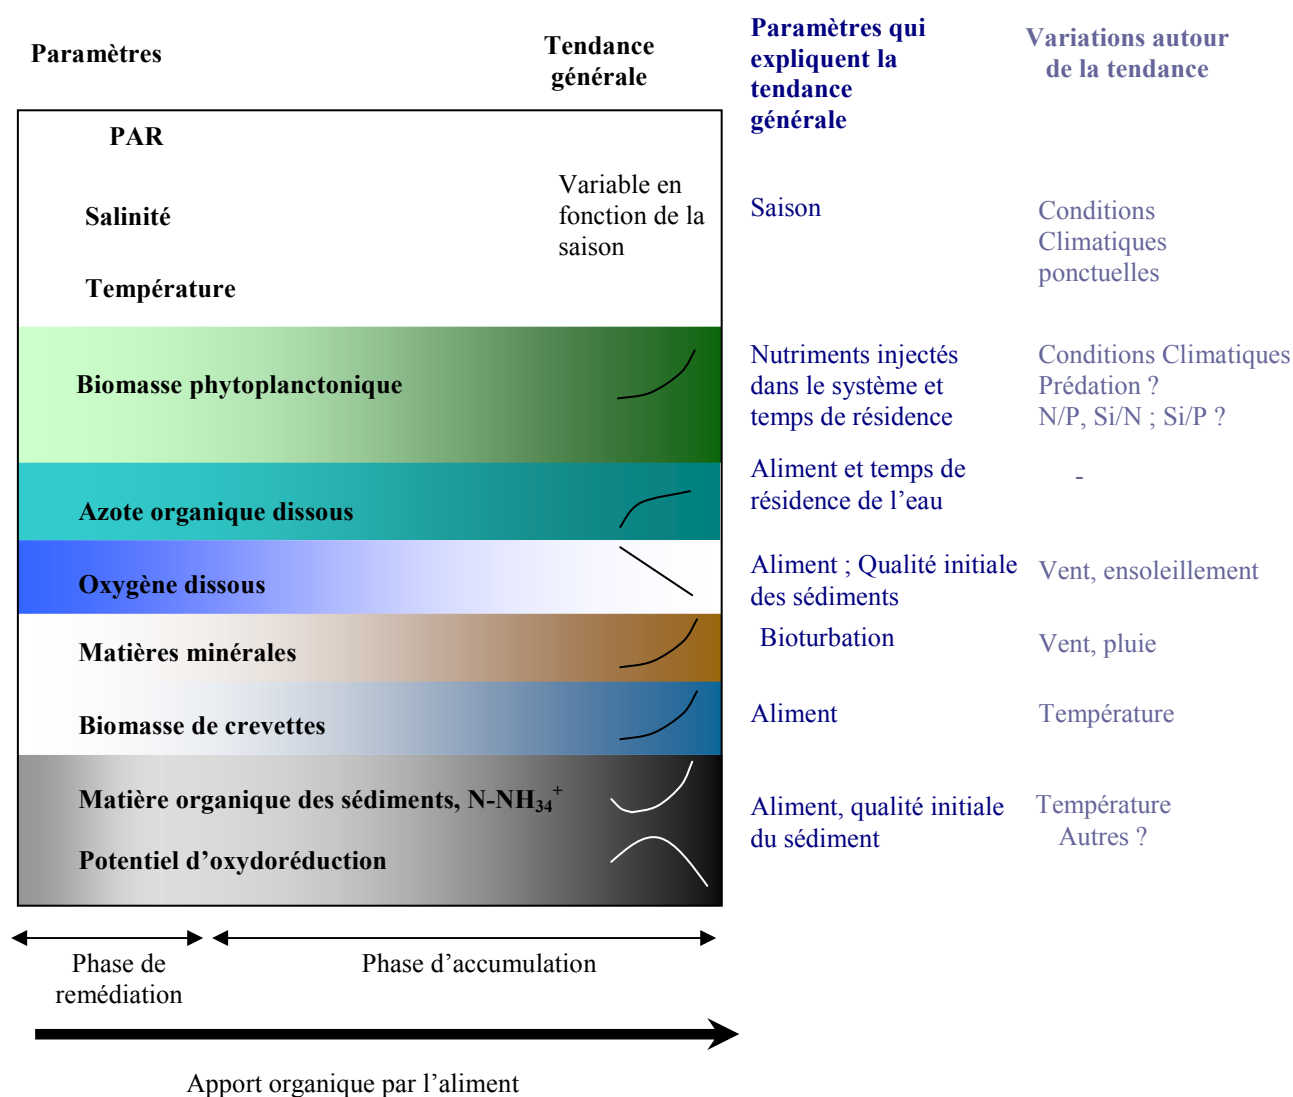 Paramètres
Tendance
générale
Paramètres qui
expliquent la
tendance
générale
Variations autour
de la tendance
PAR
Salinité
Température
Variable en
fonction de la
saison
Saison
Conditions
Climatiques
ponctuelles
Biomasse phytoplanctonique
Nutriments injectés
dans le système et
temps de résidence
Conditions Climatiques
Prédation ?
N/P, Si/N ; Si/P ?
Azote organique dissous
Aliment et temps de
résidence de l’eau
-
Oxygène dissous
Aliment ; Qualité initiale
des sédiments
Vent, ensoleillement
Matières minérales
Bioturbation
Vent, pluie
Biomasse de crevettes
Aliment
Température
Matière organique des sédiments, N-NH₃₄⁺
Potentiel d’oxydoréduction
Aliment, qualité initiale
du sédiment
Température
Autres ?
Phase de
remédiation
Phase d’accumulation
Apport organique par l’aliment